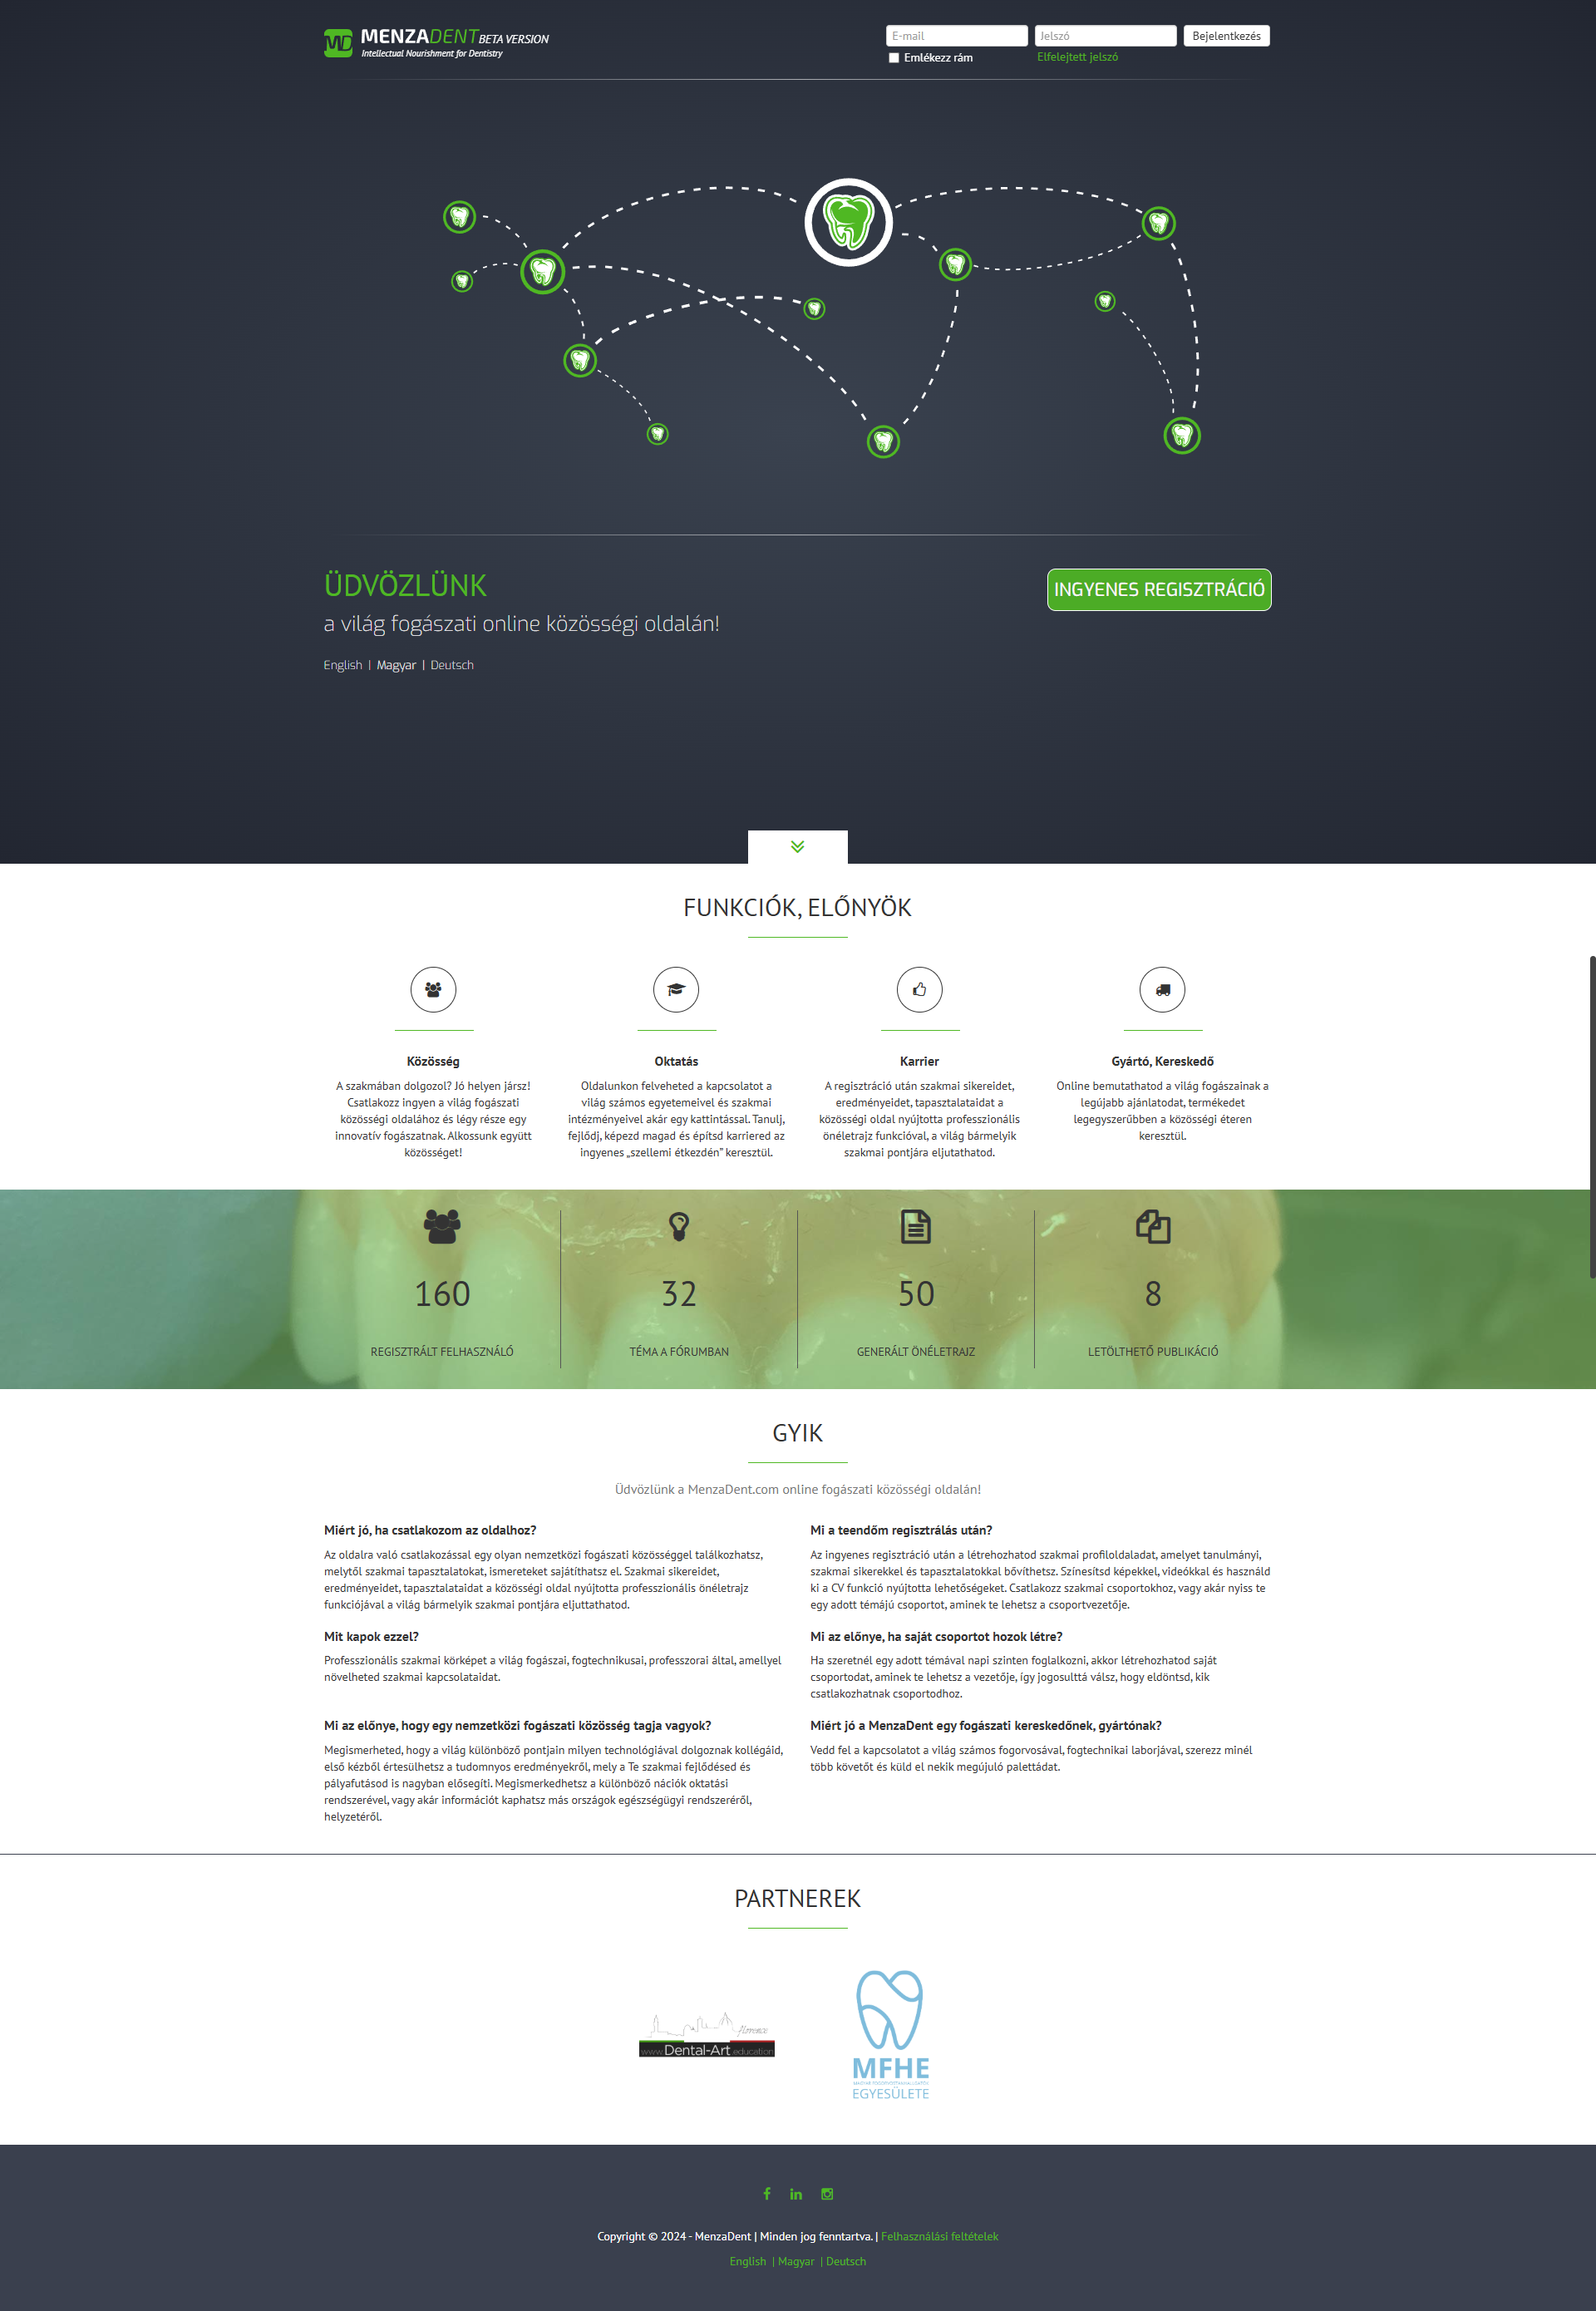 MD MENZADENT BETA VERSION
Intellectual Nourishment for Dentistry
E-mail
Jelszó
Bejelentkezés
Emlékezz rám
Elfelejtett jelszó
ÜDVÖZLÜNK
a világ fogászati online közösségi oldalán!
English | Magyar | Deutsch
INGYENES REGISZTRÁCIÓ
FUNKCIÓK, ELŐNYÖK
Közösség
A szakmában dolgozol? Jó helyen jársz!
Csatlakozz ingyen a világ fogászati
közösségi oldalához és légy része egy
innovatív fogászatnak. Alkossunk együtt
közösséget!
Oktatás
Oldalunkon felveheted a kapcsolatot a
világ számos egyetemeivel és szakmai
intézményeivel akár egy kattintással. Tanulj,
fejlődj, képezd magad és építsd karriered az
ingyenes „szellemi étkezdén” keresztül.
Karrier
A regisztráció után szakmai sikereidet,
eredményeidet, tapasztalataidat a
közösségi oldal nyújtotta professzionális
önéletrajz funkcióval, a világ bármelyik
szakmai pontjára eljutathatod.
Gyártó, Kereskedő
Online bemutathatod a világ fogászainak a
legújabb ajánlatodat, termékedet
legegyszerűbben a közösségi éteren
keresztül.
160
REGISZTRÁLT FELHASZNÁLÓ
32
TÉMA A FÓRUMBAN
50
GENERÁLT ÖNÉLETRAJZ
8
LETÖLTHETŐ PUBLIKÁCIÓ
GYIK
Üdvözlünk a MenzaDent.com online fogászati közösségi oldalán!
Miért jó, ha csatlakozom az oldalhoz?
Az oldalra való csatlakozással egy olyan nemzetközi fogászati közösséggel találkozhatsz,
melytől szakmai tapasztalatokat, ismereteket sajátíthatsz el. Szakmai sikereidet,
eredményeidet, tapasztalataidat a közösségi oldal nyújtotta professzionális önéletrajz
funkciójával a világ bármelyik szakmai pontjára eljuttathatod.
Mi a teendőm regisztrálás után?
Az ingyenes regisztráció után a létrehozhatod szakmai profiloldaladat, amelyet tanulmányi,
szakmai sikerekkel és tapasztalatokkal bővíthetsz. Színesítsd képekkel, videókkal és használd
ki a CV funkció nyújtotta lehetőségeket. Csatlakozz szakmai csoportokhoz, vagy akár nyiss te
egy adott témájú csoportot, aminek te lehetsz a csoportvezetője.
Mit kapok ezzel?
Professzionális szakmai körképet a világ fogászai, fogtechnikusai, professzorai által, amellyel
növelheted szakmai kapcsolataidat.
Mi az előnye, ha saját csoportot hozok létre?
Ha szeretnél egy adott témával napi szinten foglalkozni, akkor létrehozhatod saját
csoportodat, aminek te lehetsz a vezetője, így jogosulttá válsz, hogy eldöntsd, kik
csatlakozhatnak csoportodhoz.
Mi az előnye, hogy egy nemzetközi fogászati közösség tagja vagyok?
Megismerheted, hogy a világ különböző pontjain milyen technológiával dolgoznak kollégáid,
első kézből értesülhetsz a tudomnyos eredményekről, mely a Te szakmai fejlődésed és
pályafutásod is nagyban elősegíti. Megismerkedhetsz a különböző nációk oktatási
rendszerével, vagy akár információt kaphatsz más országok egészségügyi rendszeréről,
helyzetéről.
Miért jó a MenzaDent egy fogászati kereskedőnek, gyártónak?
Vedd fel a kapcsolatot a világ számos fogorvosával, fogtechnikai laborjával, szerezz minél
több követőt és küld el nekik megújuló palettádat.
PARTNEREK
Florence
www.Dental-Art.education
MFHE
EGYESÜLETE
Copyright © 2024 - MenzaDent | Minden jog fenntartva. | Felhasználási feltételek
English | Magyar | Deutsch